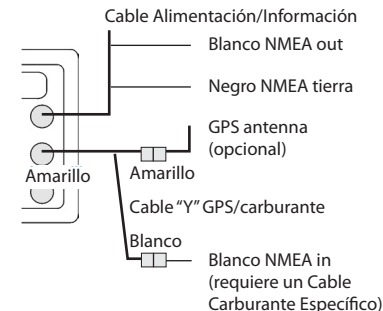 Cable Alimentación/Información
Blanco NMEA out
Negro NMEA tierra
GPS antenna
(opcional)
Amarillo
Amarillo
Cable “Y” GPS/carburante
Blanco
Blanco NMEA in
(requiere un Cable
Carburante Específico)